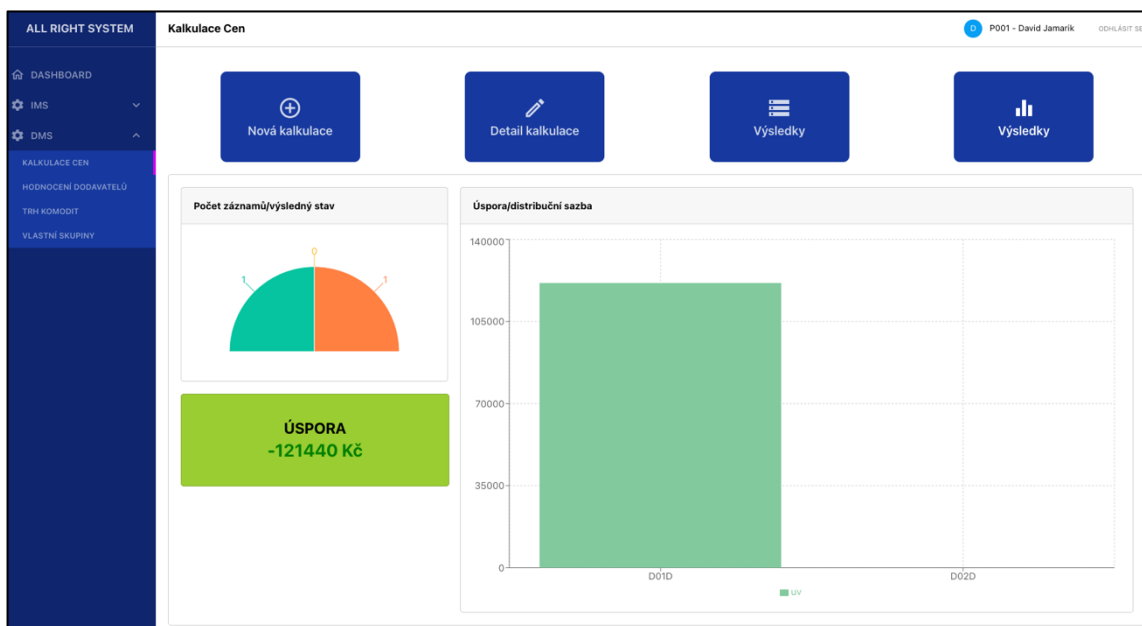 ALL RIGHT SYSTEM
Kalkulace Cen
D
P001 - David Jamarik
ODHLÁSIT SE
DASHBOARD
IMS
DMS
KALKULACE CEN
HODNOCENÍ DODAVATELŮ
TRH KOMODIT
VLASTNÍ SKUPINY
Nová kalkulace
Detail kalkulace
Výsledky
Výsledky
Počet záznamů/výsledný stav
0
1
1
ÚSPORA
-121440 Kč
Úspora/distribuční sazba
140000
105000
70000
35000
0
D01D
D02D
UV